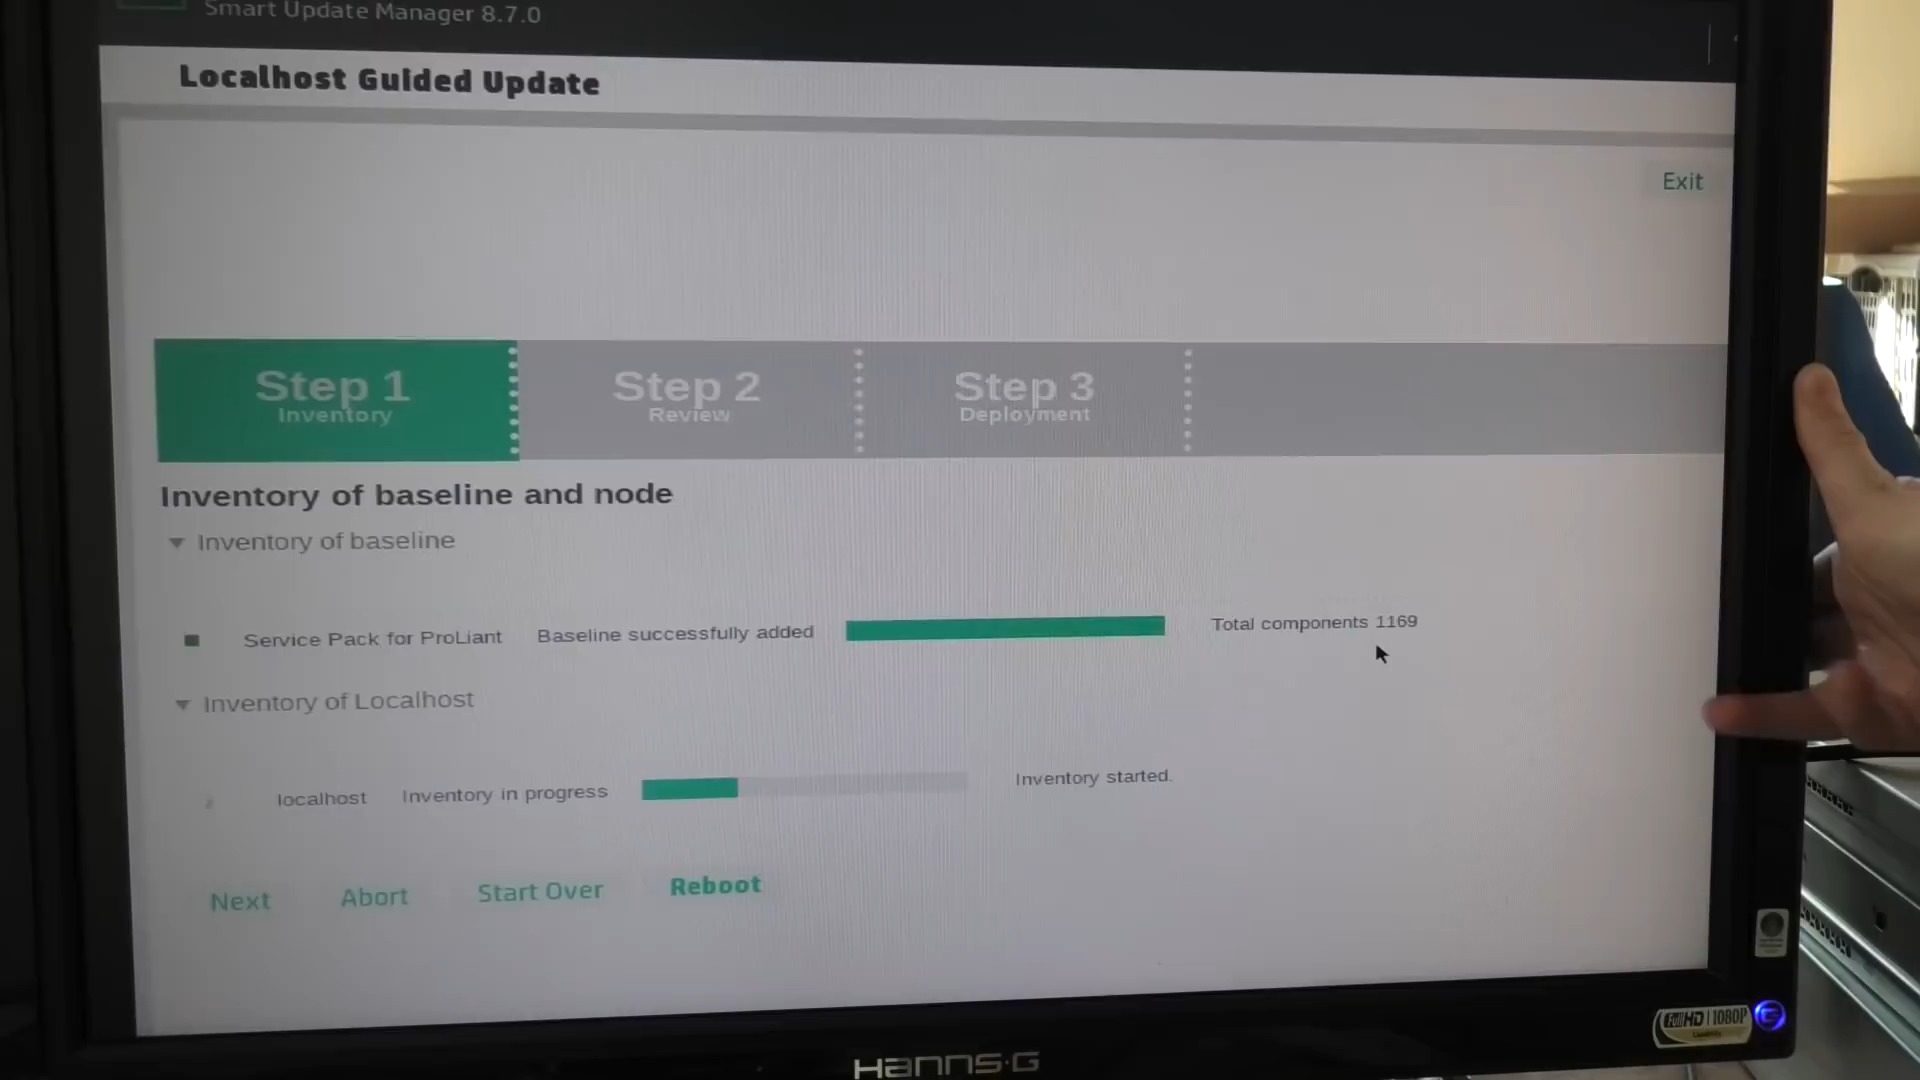 Smart Update Manager 8.7.0
Localhost Guided Update
Exit
Step 1
Inventory
Step 2
Review
Step 3
Deployment
Inventory of baseline and node
Inventory of baseline
Service Pack for ProLiant Baseline successfully added Total components 1169
Inventory of Localhost
localhost Inventory in progress Inventory started.
Next Abort Start Over Reboot
Full HD 1080P
HANNS·G